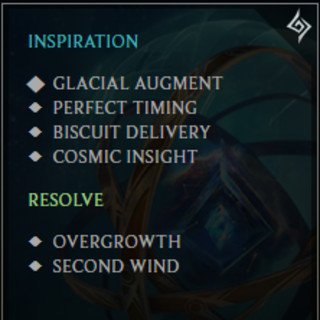 INSPIRATION
GLACIAL AUGMENT
PERFECT TIMING
BISCUIT DELIVERY
COSMIC INSIGHT
RESOLVE
OVERGROWTH
SECOND WIND